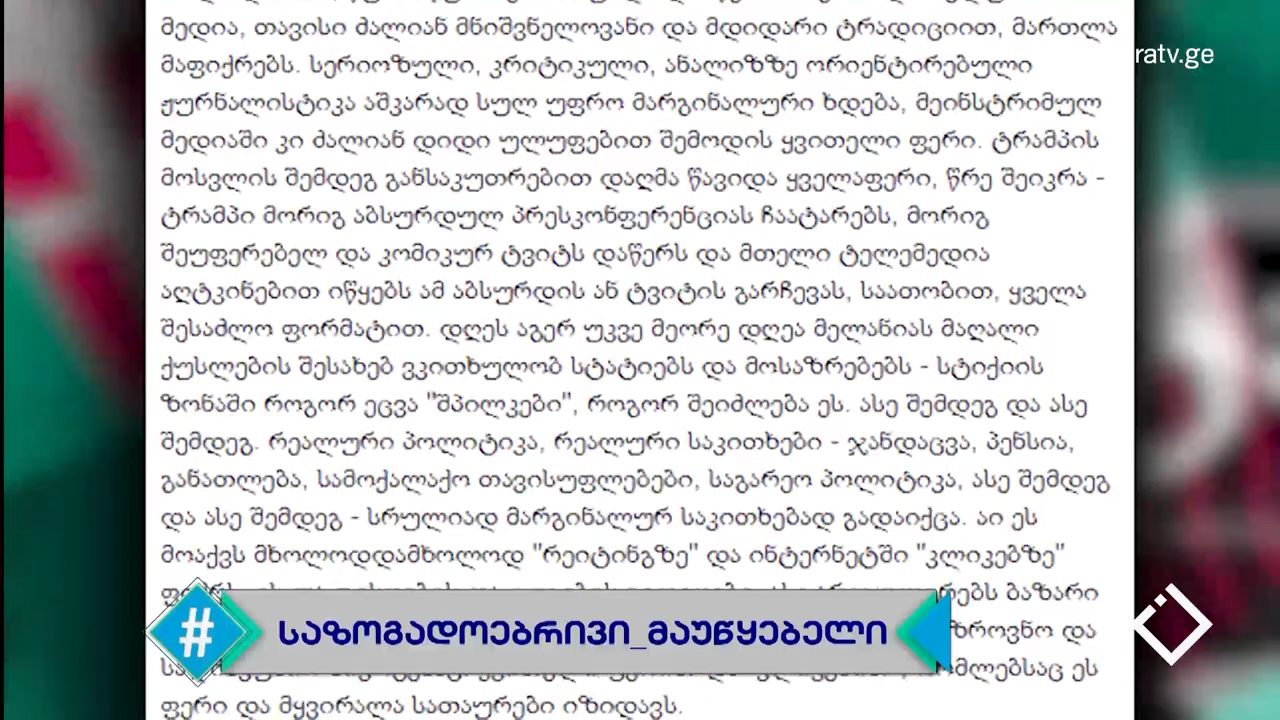 მედია, თავისი ძალიან მნიშვნელოვანი და მდიდარი ტრადიციით, მართლა
მაფიქრებს. სერიოზული, კრიტიკული, ანალიზზე ორიენტირებული
ჟურნალისტიკა აშკარად სულ უფრო მარგინალური ხდება, მეინსტრიმულ
მედიაში კი ძალიან დიდი ულუფებით შემოდის ყვითელი ფერი. ტრამპის
მოსვლის შემდეგ განსაკუთრებით დაღმა წავიდა ყველაფერი, წრე შეიკრა -
ტრამპი მორიგ აბსურდულ პრესკონფერენციას ჩაატარებს, მორიგ
შეუფერებელ და კომიკურ ტვიტს დაწერს და მთელი ტელემედია
აღტკინებით იწყებს ამ აბსურდის ან ტვიტის გარჩევას, საათობით, ყველა
შესაძლო ფორმატით. დღეს აგერ უკვე მეორე დღეა მელანიას მაღალი
ქუსლების შესახებ ვკითხულობ სტატიებს და მოსაზრებებს - სტიქიის
ზონაში როგორ ეცვა "შპილკები", როგორ შეიძლება ეს. ასე შემდეგ და ასე
შემდეგ. რეალური პოლიტიკა, რეალური საკითხები - ჯანდაცვა, პენსია,
განათლება, სამოქალაქო თავისუფლებები, საგარეო პოლიტიკა, ასე შემდეგ
და ასე შემდეგ - სრულიად მარგინალურ საკითხებად გადაიქცა. აი ეს
მოაქვს მხოლოდდამხოლოდ "რეიტინგზე" და ინტერნეტში "კლიკებზე"
ბაზარი
და
ეს
ფერი და მყვირალა სათაურები იზიდავს.
ratv.ge
# საზოგადოებრივი_მაუწყებელი